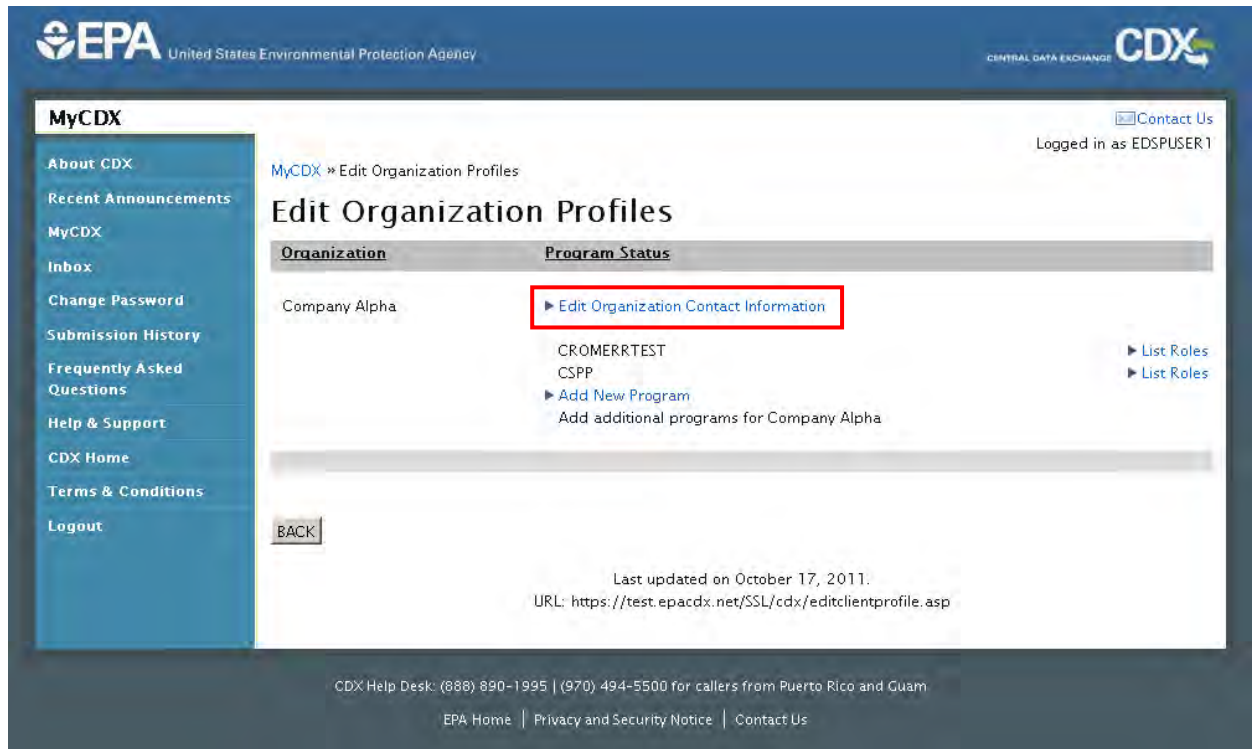 EPA United States Environmental Protection Agency
CENTRAL DATA EXCHANGE CDX
MyCDX
Contact Us
Logged in as EDSPUSER1
About CDX
Recent Announcements
MyCDX
Inbox
Change Password
Submission History
Frequently Asked
Questions
Help & Support
CDX Home
Terms & Conditions
Logout
MyCDX » Edit Organization Profiles
Edit Organization Profiles
Organization Program Status
Company Alpha Edit Organization Contact Information
CROMERRTEST List Roles
CSPP List Roles
Add New Program
Add additional programs for Company Alpha
BACK
Last updated on October 17, 2011.
URL: https://test.epacdx.net/SSL/cdx/editclientprofile.asp
CDX Help Desk: (888) 890-1995 | (970) 494-5500 for callers from Puerto Rico and Guam
EPA Home | Privacy and Security Notice | Contact Us